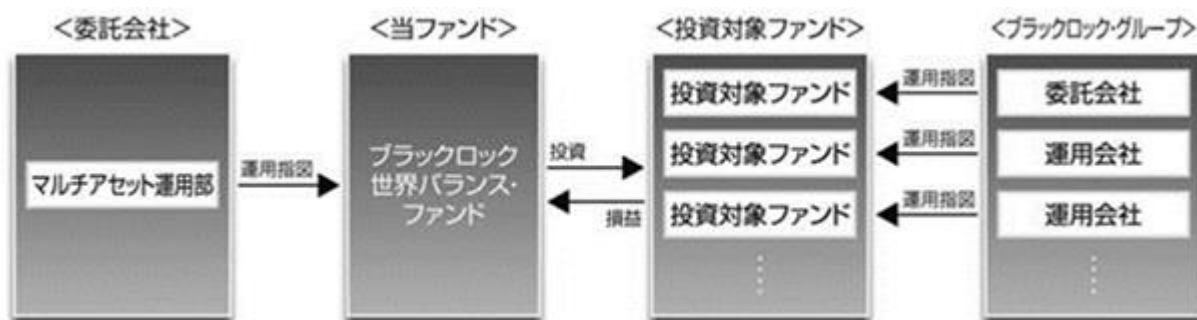 <委託会社>
<当ファンド>
<投資対象ファンド>
<ブラックロック・グループ>
マルチアセット運用部
運用指図
ブラックロック
世界バランス・
ファンド
投資
損益
投資対象ファンド
運用指図
委託会社
投資対象ファンド
運用指図
運用会社
投資対象ファンド
運用指図
運用会社